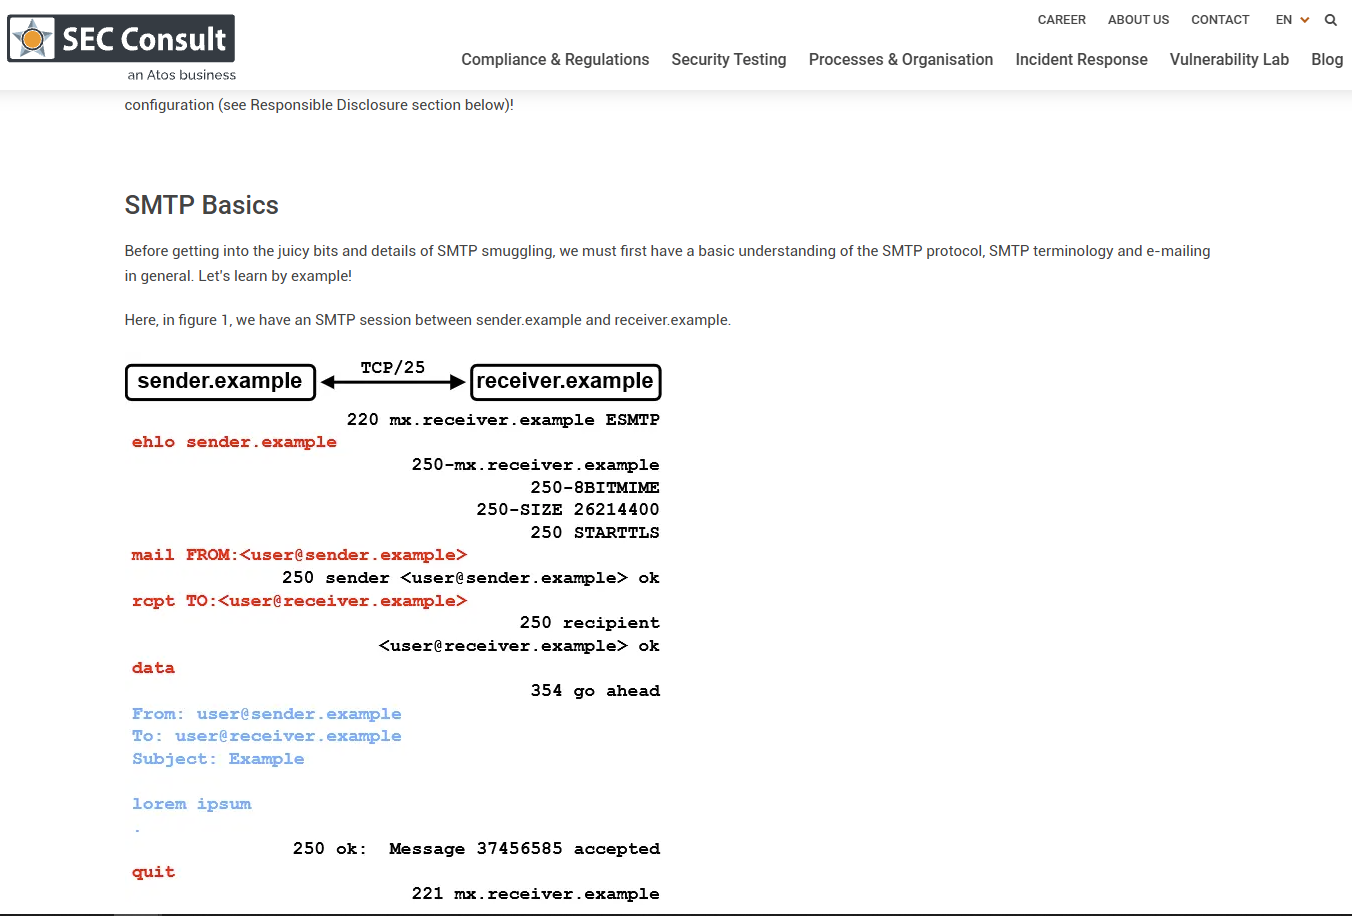 SEC Consult
an Atos business
CAREER ABOUT US CONTACT EN
Compliance & Regulations Security Testing Processes & Organisation Incident Response Vulnerability Lab Blog
configuration (see Responsible Disclosure section below)!
SMTP Basics
Before getting into the juicy bits and details of SMTP smuggling, we must first have a basic understanding of the SMTP protocol, SMTP terminology and e-mailing
in general. Let's learn by example!
Here, in figure 1, we have an SMTP session between sender.example and receiver.example.
sender.example TCP/25 receiver.example
220 mx.receiver.example ESMTP
ehlo sender.example
250-mx.receiver.example
250-8BITMIME
250-SIZE 26214400
250 STARTTLS
mail FROM:<user@sender.example>
250 sender <user@sender.example> ok
rcpt TO:<user@receiver.example>
250 recipient
<user@receiver.example> ok
data
354 go ahead
From: user@sender.example
To: user@receiver.example
Subject: Example
lorem ipsum
.
250 ok:  Message 37456585 accepted
quit
221 mx.receiver.example